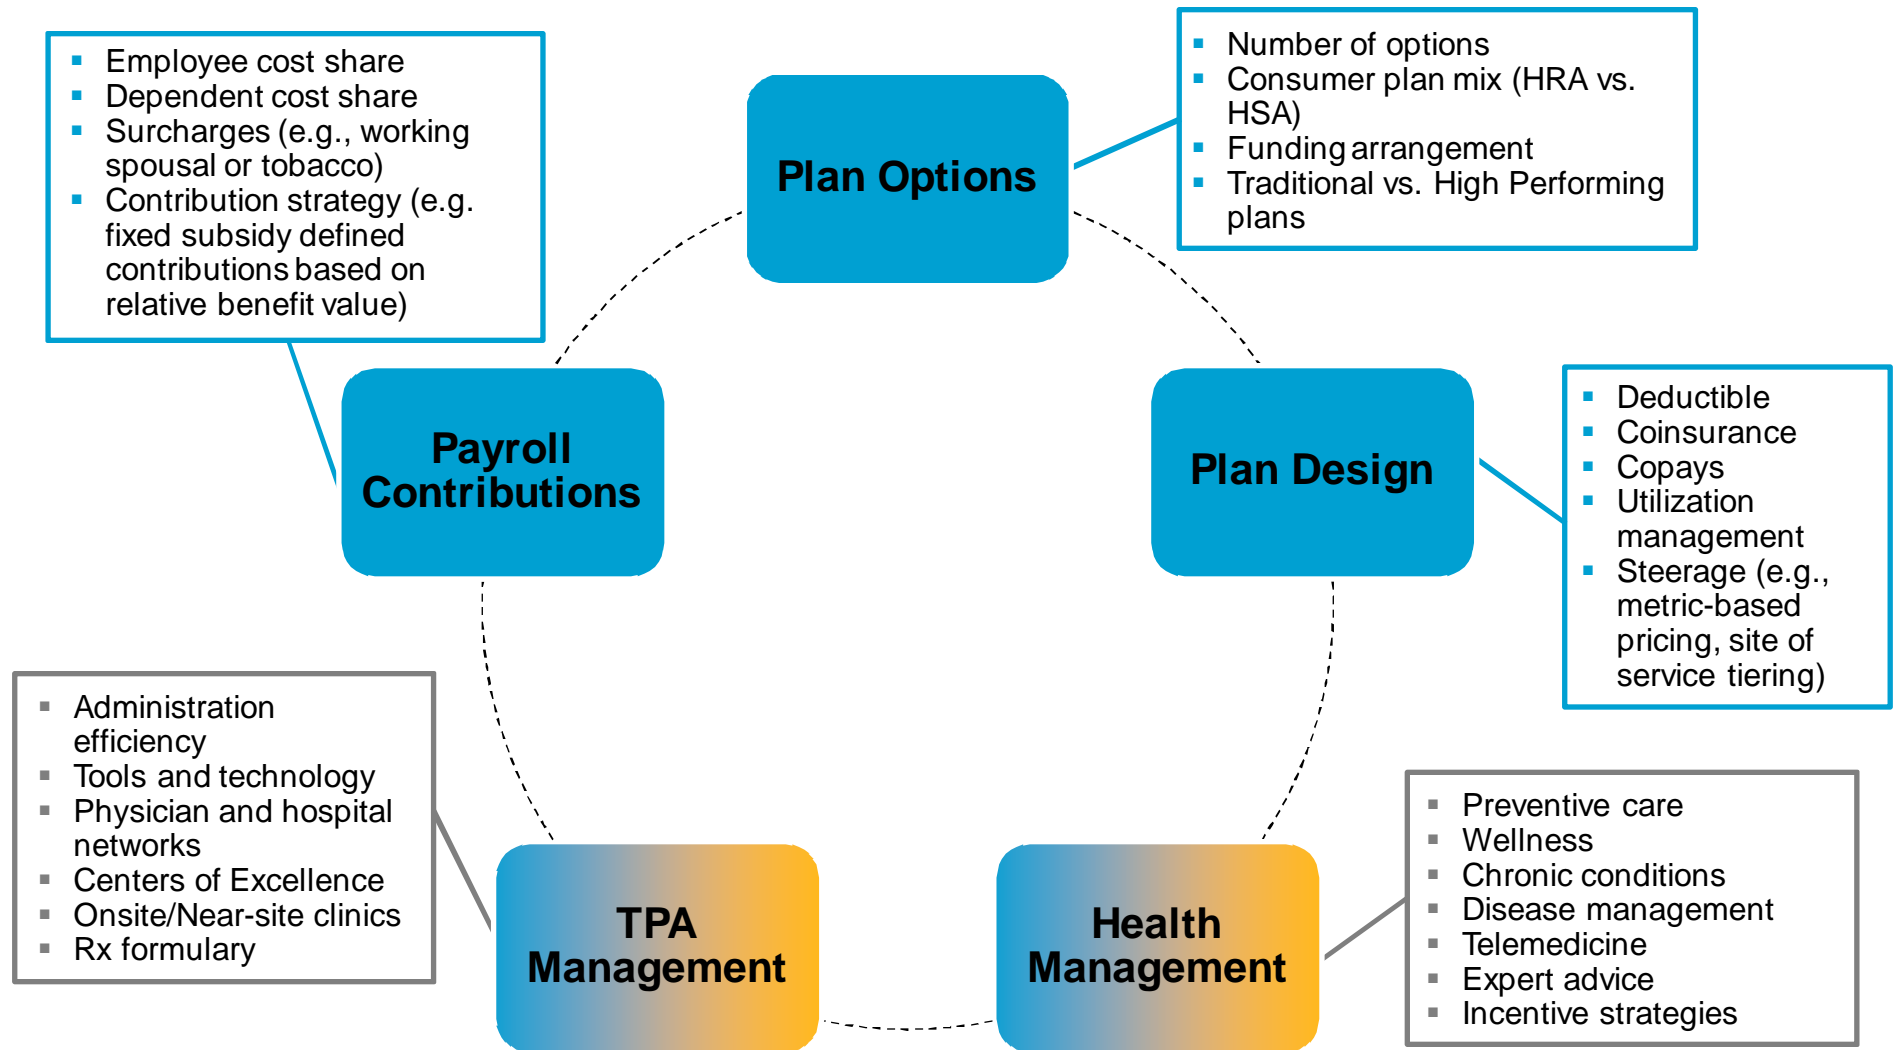 Employee cost share
Dependent cost share
Surcharges (e.g., working
spousal or tobacco)
Contribution strategy (e.g.
fixed subsidy defined
contributions based on
relative benefit value)
Plan Options
Number of options
Consumer plan mix (HRA vs.
HSA)
Funding arrangement
Traditional vs. High Performing
plans
Payroll
Contributions
Plan Design
Deductible
Coinsurance
Copays
Utilization
management
Steerage (e.g.,
metric-based
pricing, site of
service tiering)
Administration
efficiency
Tools and technology
Physician and hospital
networks
Centers of Excellence
Onsite/Near-site clinics
Rx formulary
TPA
Management
Health
Management
Preventive care
Wellness
Chronic conditions
Disease management
Telemedicine
Expert advice
Incentive strategies